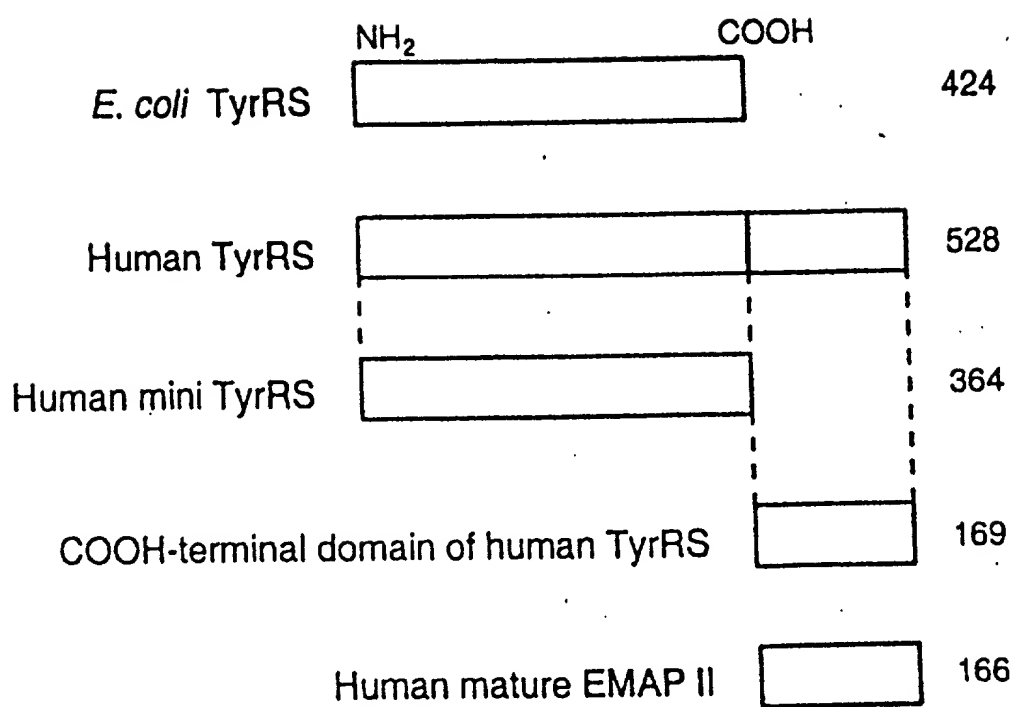 NH₂ COOH
E. coli TyrRS 424
Human TyrRS 528
Human mini TyrRS 364
COOH-terminal domain of human TyrRS 169
Human mature EMAP II 166